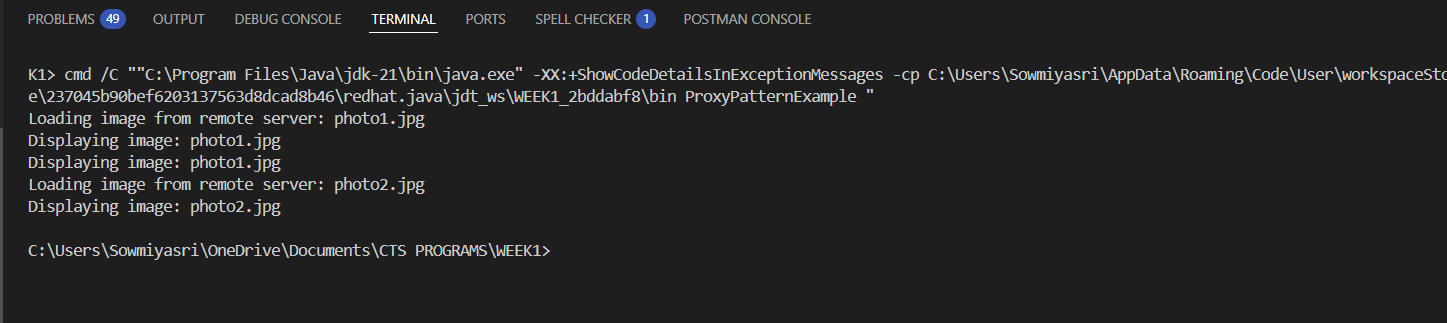 PROBLEMS 49 OUTPUT DEBUG CONSOLE TERMINAL PORTS SPELL CHECKER 1 POSTMAN CONSOLE
K1> cmd /C ""C:\Program Files\Java\jdk-21\bin\java.exe" -XX:+ShowCodeDetailsInExceptionMessages -cp C:\Users\Sowmiyasri\AppData\Roaming\Code\User\workspaceSto
e\237045b90bef6203137563d8dcad8b46\redhat.java\jdt_ws\WEEK1_2bddabf8\bin ProxyPatternExample "
Loading image from remote server: photo1.jpg
Displaying image: photo1.jpg
Displaying image: photo1.jpg
Loading image from remote server: photo2.jpg
Displaying image: photo2.jpg
C:\Users\Sowmiyasri\OneDrive\Documents\CTS PROGRAMS\WEEK1>